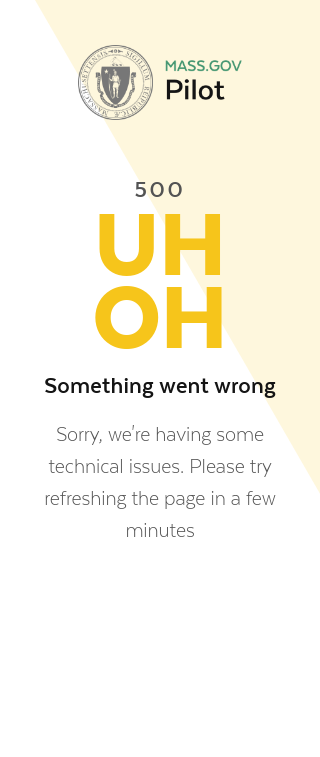 MASS.GOV
Pilot
500
UH
OH
Something went wrong
Sorry, we're having some
technical issues. Please try
refreshing the page in a few
minutes